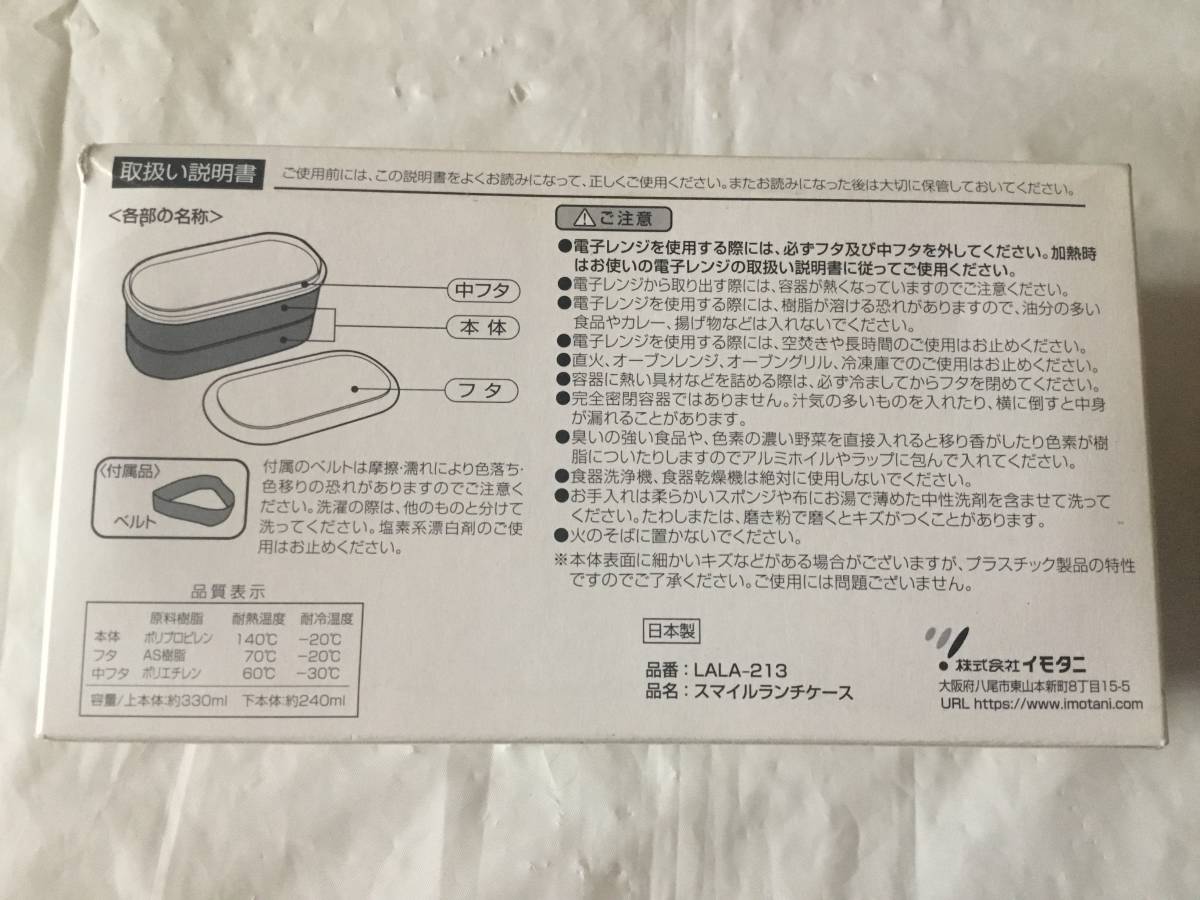 取扱い説明書
ご使用前には、この説明書をよくお読みになって、正しくご使用ください。またお読みになった後は大切に保管しておいてください。
<各部の名称>
中フタ
本体
フタ
〈付属品〉
ベルト
付属のベルトは摩擦・濡れにより色落ち・
色移りの恐れがありますのでご注意く
ださい。洗濯の際は、他のものと分けて
洗ってください。塩素系漂白剤のご使
用はお止めください。
品質表示
原料樹脂 耐熱温度 耐冷温度
本体 ポリプロピレン 140℃ −20℃
フタ AS樹脂 70℃ −20℃
中フタ ポリエチレン 60℃ −30℃
容量/上本体:約330ml 下本体:約240ml
⚠ご注意
●電子レンジを使用する際には、必ずフタ及び中フタを外してください。加熱時
はお使いの電子レンジの取扱い説明書に従ってご使用ください。
●電子レンジから取り出す際には、容器が熱くなっていますのでご注意ください。
●電子レンジを使用する際には、樹脂が溶ける恐れがありますので、油分の多い
食品やカレー、揚げ物などは入れないでください。
●電子レンジを使用する際には、空焚きや長時間のご使用はお止めください。
●直火、オーブンレンジ、オーブングリル、冷凍庫でのご使用はお止めください。
●容器に熱い具材などを詰める際は、必ず冷ましてからフタを閉めてください。
●完全密閉容器ではありません。汁気の多いものを入れたり、横に倒すと中身
が漏れることがあります。
●臭いの強い食品や、色素の濃い野菜を直接入れると移り香がしたり色素が樹
脂についたりしますのでアルミホイルやラップに包んで入れてください。
●食器洗浄機、食器乾燥機は絶対に使用しないでください。
●お手入れは柔らかいスポンジや布にお湯で薄めた中性洗剤を含ませて洗って
ください。たわしまたは、磨き粉で磨くとキズがつくことがあります。
●火のそばに置かないでください。
※本体表面に細かいキズなどがある場合がございますが、プラスチック製品の特性
ですのでご了承ください。ご使用には問題ございません。
日本製
品番:LALA-213
品名:スマイルランチケース
株式会社イモタニ
大阪府八尾市東山本新町8丁目15-5
URL https://www.imotani.com